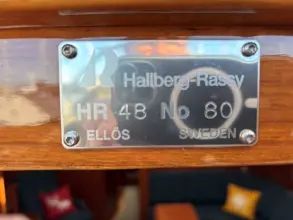 Hallberg-Rassy
HR 48 No 80
ELLÖS SWEDEN